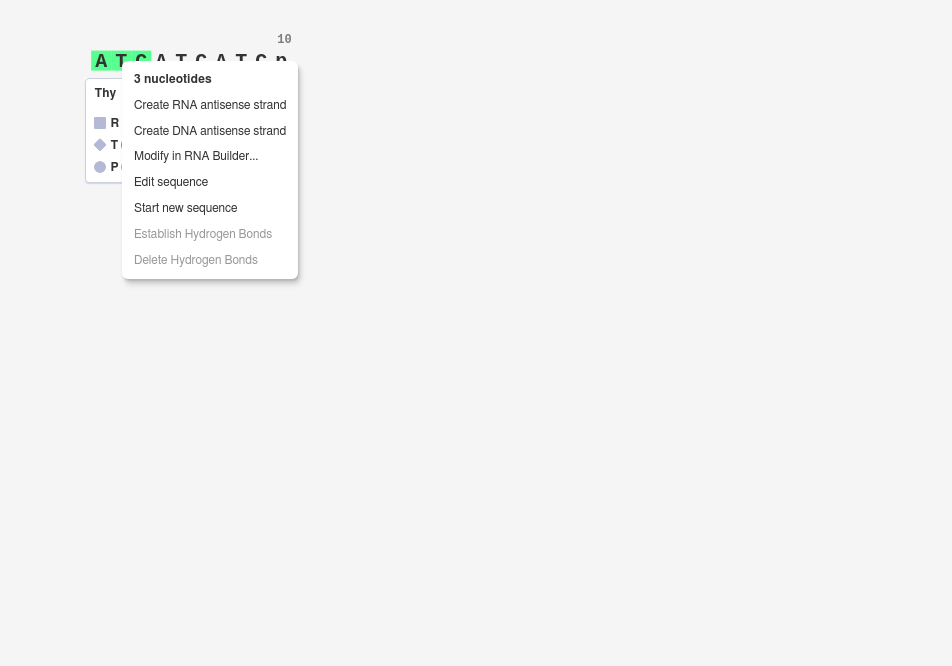 10
A T C A T C A T C p
3 nucleotides
Thy
Create RNA antisense strand
R
Create DNA antisense strand
T
Modify in RNA Builder...
P
Edit sequence
Start new sequence
Establish Hydrogen Bonds
Delete Hydrogen Bonds